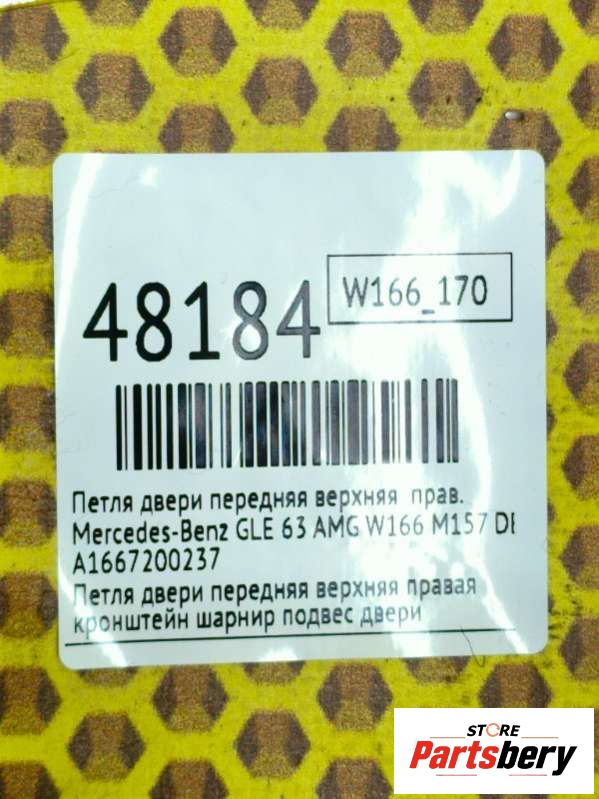 48184
W166_170
Петля двери передняя верхняя прав.
Mercedes-Benz GLE 63 AMG W166 M157 DE
A1667200237
Петля двери передняя верхняя правая
кронштейн шарнир подвес двери
STORE
Partsbery